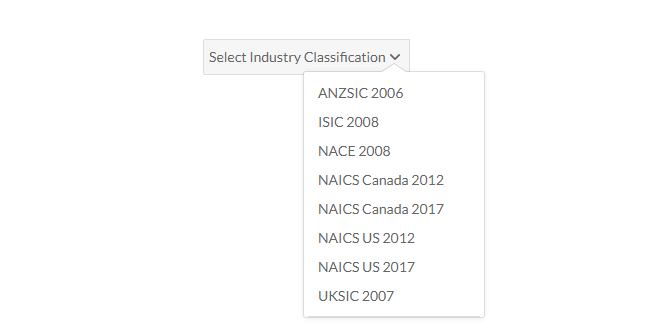 Select Industry Classification
ANZSIC 2006
ISIC 2008
NACE 2008
NAICS Canada 2012
NAICS Canada 2017
NAICS US 2012
NAICS US 2017
UKSIC 2007